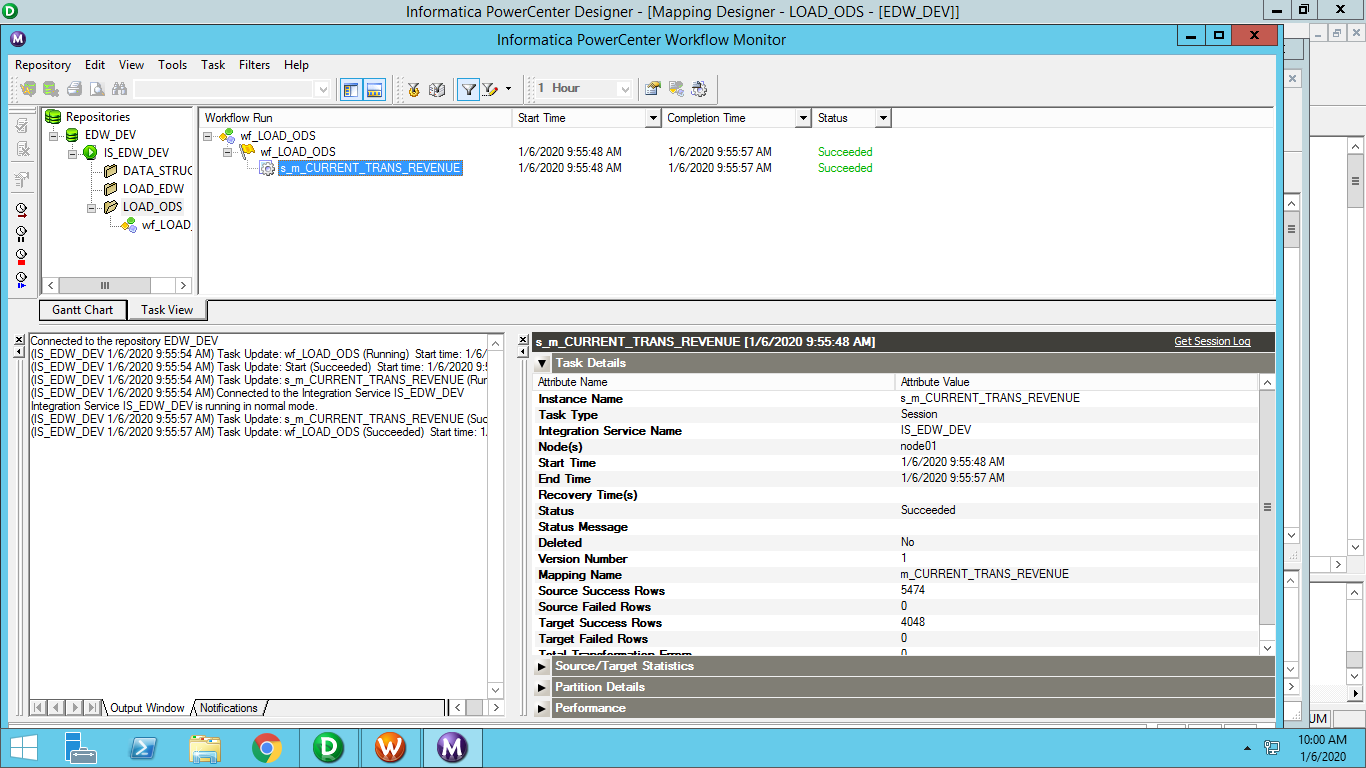 Informatica PowerCenter Designer - [Mapping Designer - LOAD_ODS - [EDW_DEV]]
Informatica PowerCenter Workflow Monitor
Repository Edit View Tools Task Filters Help
1 Hour
Repositories
EDW_DEV
IS_EDW_DEV
DATA_STRUC
LOAD_EDW
LOAD_ODS
wf_LOAD_
Workflow Run Start Time Completion Time Status
wf_LOAD_ODS
wf_LOAD_ODS 1/6/2020 9:55:48 AM 1/6/2020 9:55:57 AM Succeeded
s_m_CURRENT_TRANS_REVENUE 1/6/2020 9:55:48 AM 1/6/2020 9:55:57 AM Succeeded
Gantt Chart Task View
Connected to the repository EDW_DEV
(IS_EDW_DEV 1/6/2020 9:55:54 AM) Task Update: wf_LOAD_ODS (Running) Start time: 1/6/
(IS_EDW_DEV 1/6/2020 9:55:54 AM) Task Update: Start (Succeeded) Start time: 1/6/2020 9:5
(IS_EDW_DEV 1/6/2020 9:55:54 AM) Task Update: s_m_CURRENT_TRANS_REVENUE (Run
(IS_EDW_DEV 1/6/2020 9:55:54 AM) Connected to the Integration Service IS_EDW_DEV
Integration Service IS_EDW_DEV is running in normal mode.
(IS_EDW_DEV 1/6/2020 9:55:57 AM) Task Update: s_m_CURRENT_TRANS_REVENUE (Suc
(IS_EDW_DEV 1/6/2020 9:55:57 AM) Task Update: wf_LOAD_ODS (Succeeded) Start time: 1/
Output Window Notifications
s_m_CURRENT_TRANS_REVENUE [1/6/2020 9:55:48 AM] Get Session Log
Task Details
Attribute Name Attribute Value
Instance Name s_m_CURRENT_TRANS_REVENUE
Task Type Session
Integration Service Name IS_EDW_DEV
Node(s) node01
Start Time 1/6/2020 9:55:48 AM
End Time 1/6/2020 9:55:57 AM
Recovery Time(s)
Status Succeeded
Status Message
Deleted No
Version Number 1
Mapping Name m_CURRENT_TRANS_REVENUE
Source Success Rows 5474
Source Failed Rows 0
Target Success Rows 4048
Target Failed Rows 0
Total Transformation Errors 0
Source/Target Statistics
Partition Details
Performance
UM
10:00 AM
1/6/2020